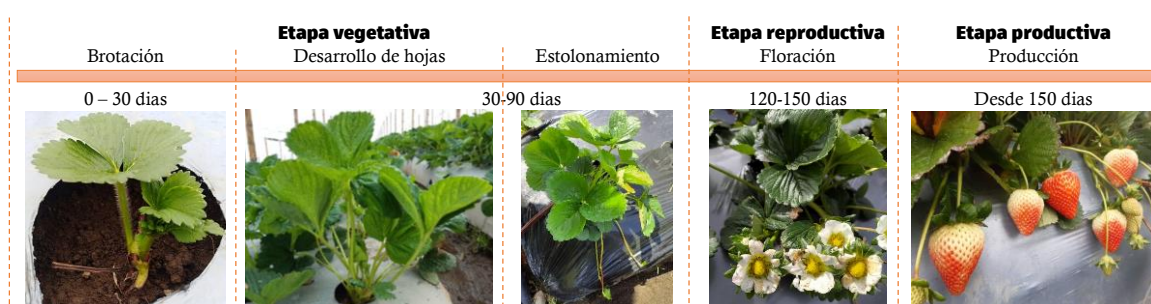 Etapa vegetativa
Etapa reproductiva
Etapa productiva
Brotación
Desarrollo de hojas
Estolonamiento
Floración
Producción
0 – 30 dias
30-90 dias
120-150 dias
Desde 150 dias